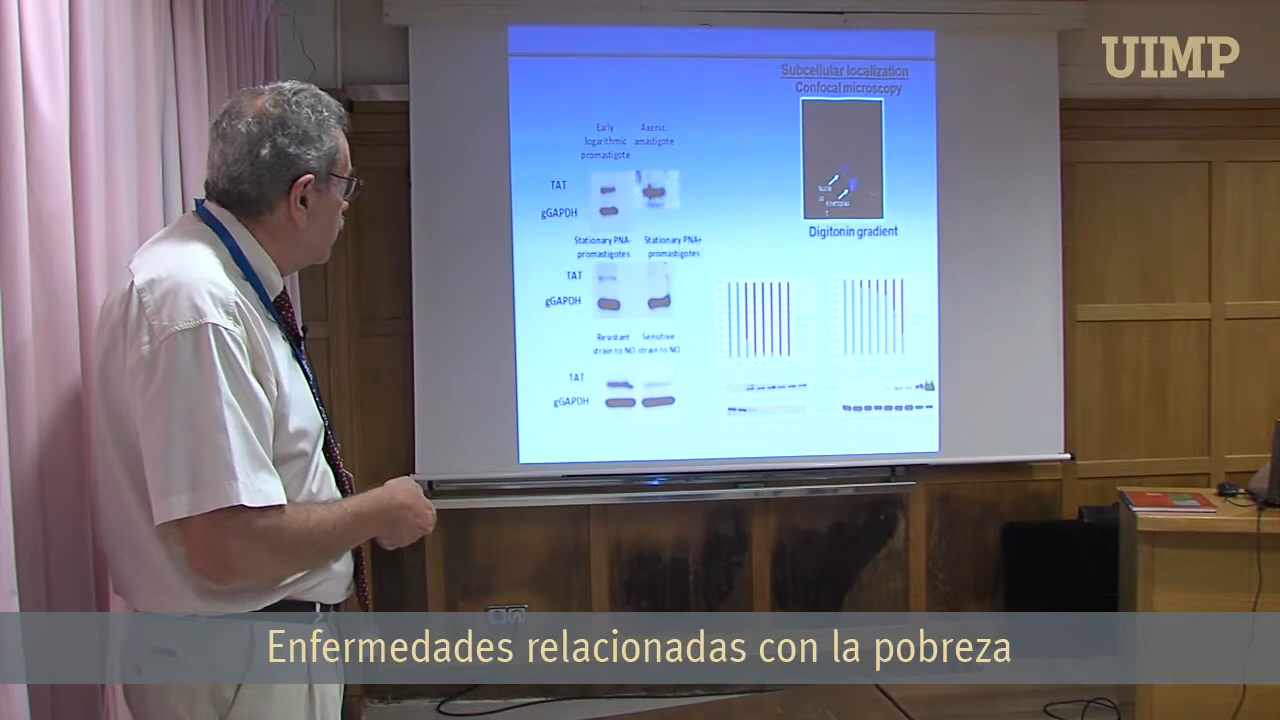 UIMP
Subcellular localization
Confocal microscopy
Early
logarithmic
promastigote
Axenic
amastigote
TAT
gGAPDH
Digitonin gradient
Stationary PNA-
promastigotes
Stationary PNA+
promastigotes
TAT
gGAPDH
Resistant
strain to NO
Sensitive
strain to NO
TAT
gGAPDH
Enfermedades relacionadas con la pobreza